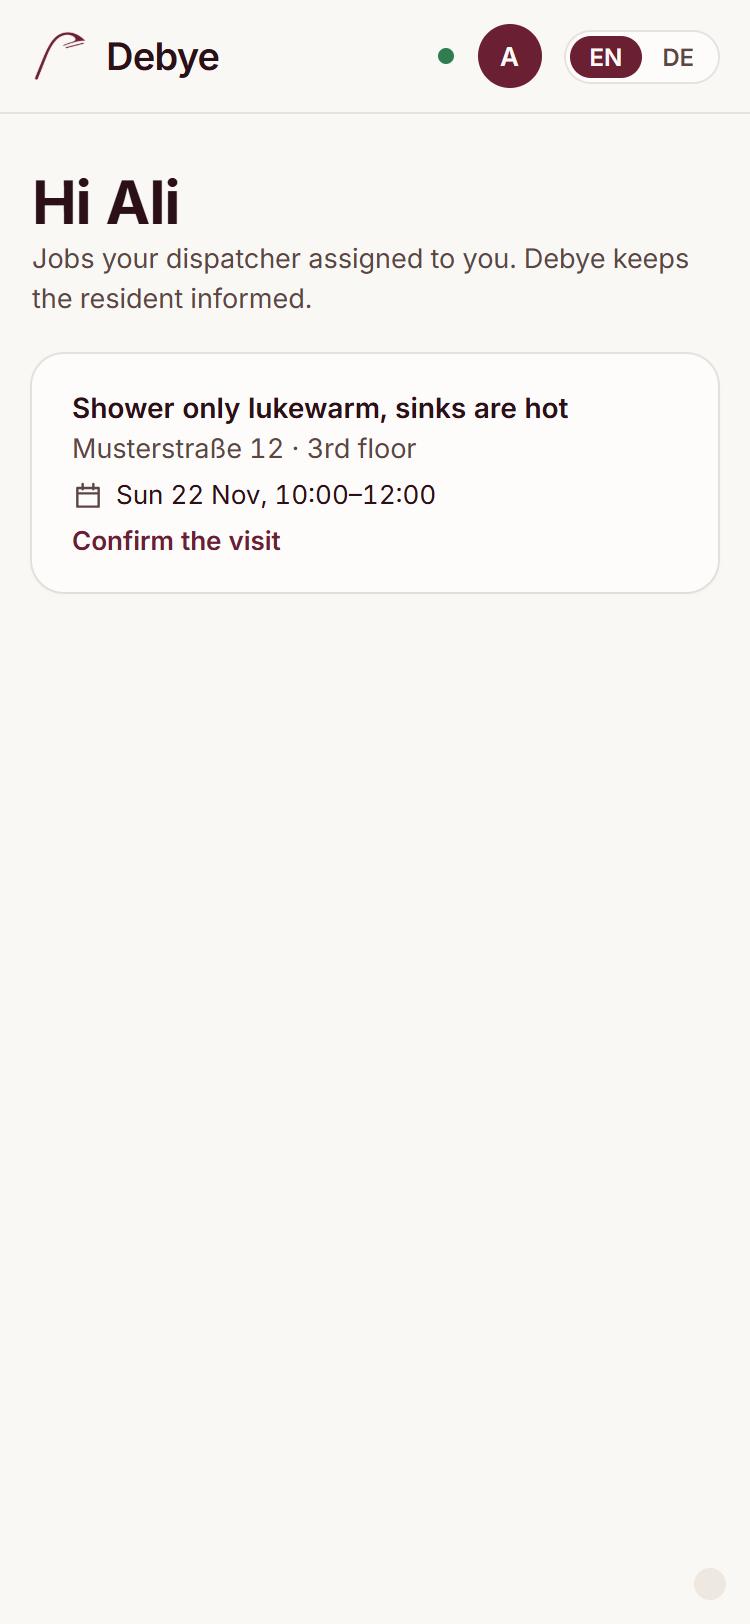 Debye
A
EN
DE
Hi Ali
Jobs your dispatcher assigned to you. Debye keeps
the resident informed.
Shower only lukewarm, sinks are hot
Musterstraße 12 · 3rd floor
Sun 22 Nov, 10:00–12:00
Confirm the visit